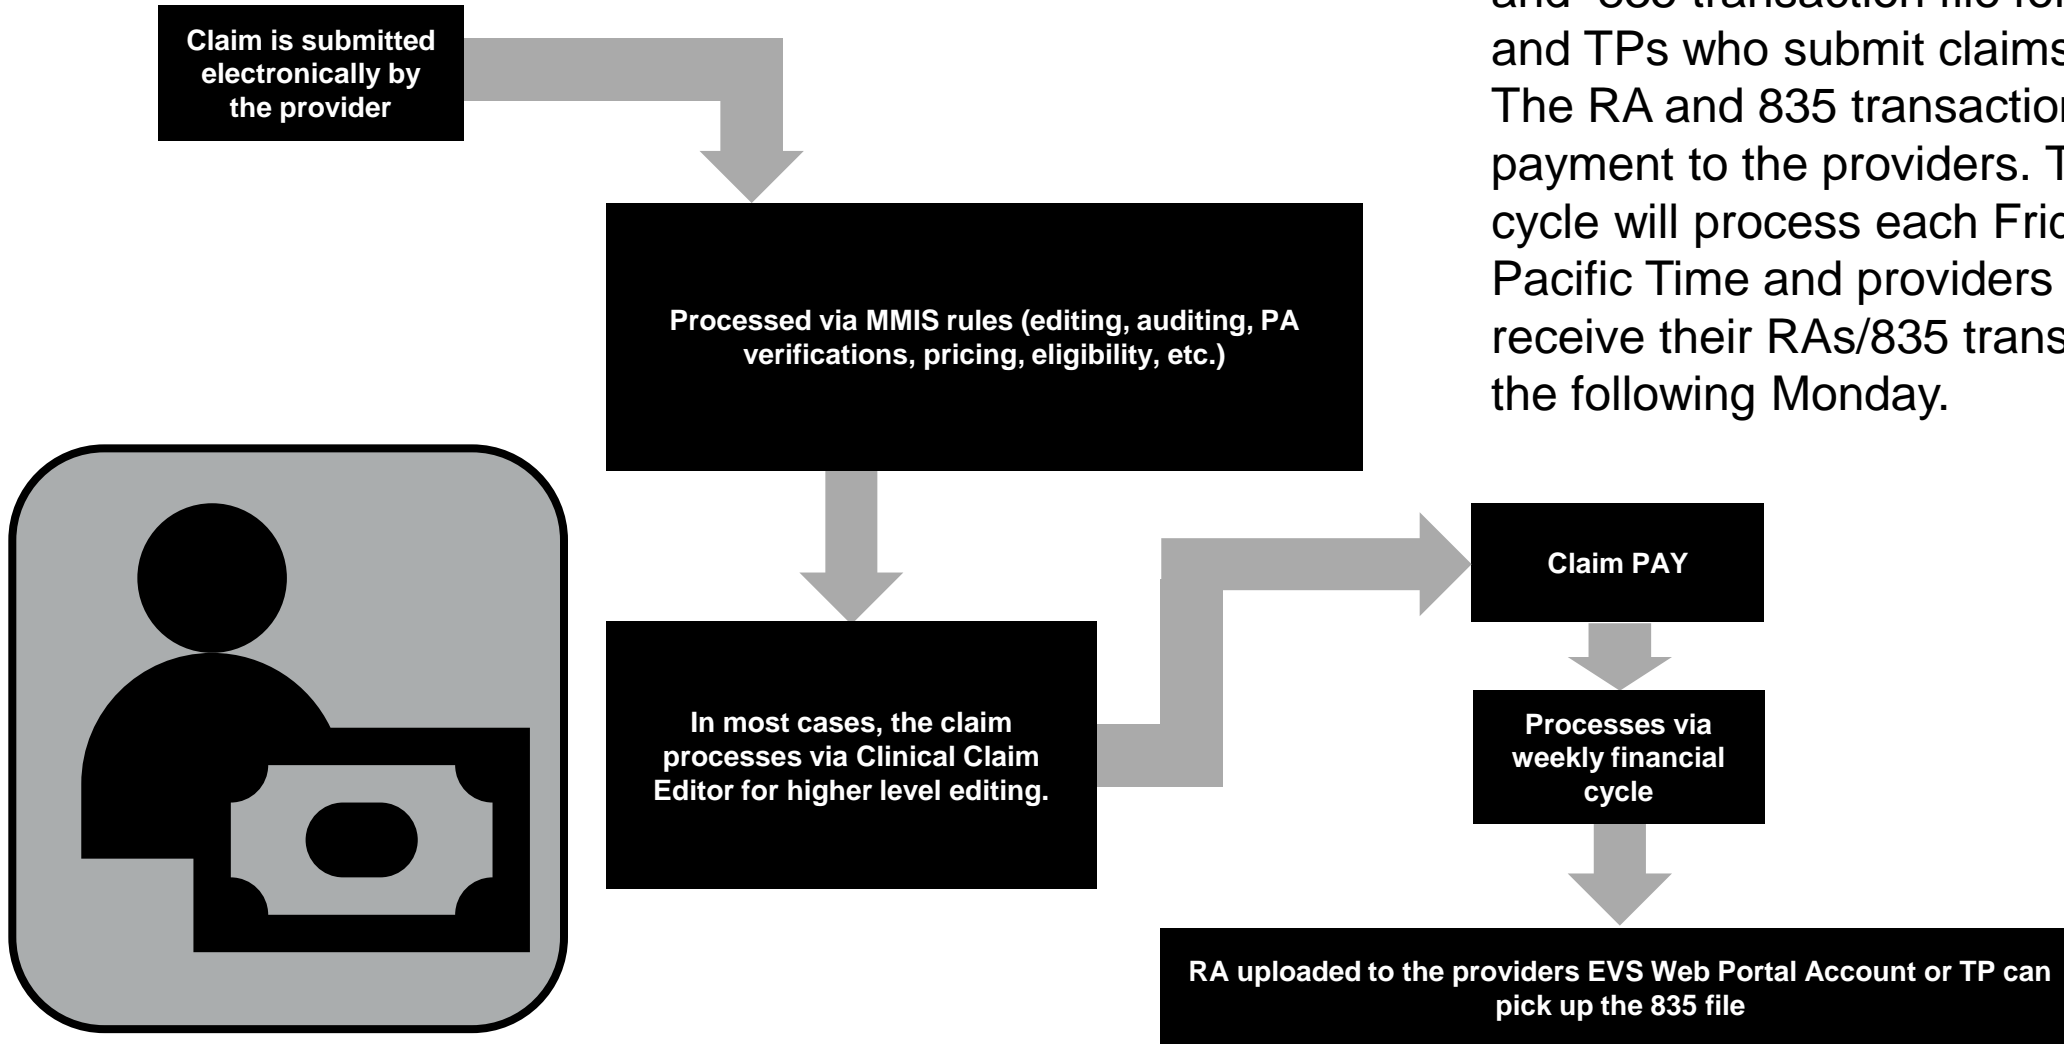 Claim is submitted
electronically by
the provider
and TPs who submit claims
The RA and 835 transaction
payment to the providers.
cycle will process each
Pacific Time and providers
receive their RAs/835
the following Monday.
Processed via MMIS rules (editing, auditing, PA
verifications, pricing, eligibility, etc.)
Claim PAY
In most cases, the claim
processes via Clinical Claim
Editor for higher level editing.
Processes via
weekly financial
cycle
RA uploaded to the providers EVS Web Portal Account or TP can
pick up the 835 file